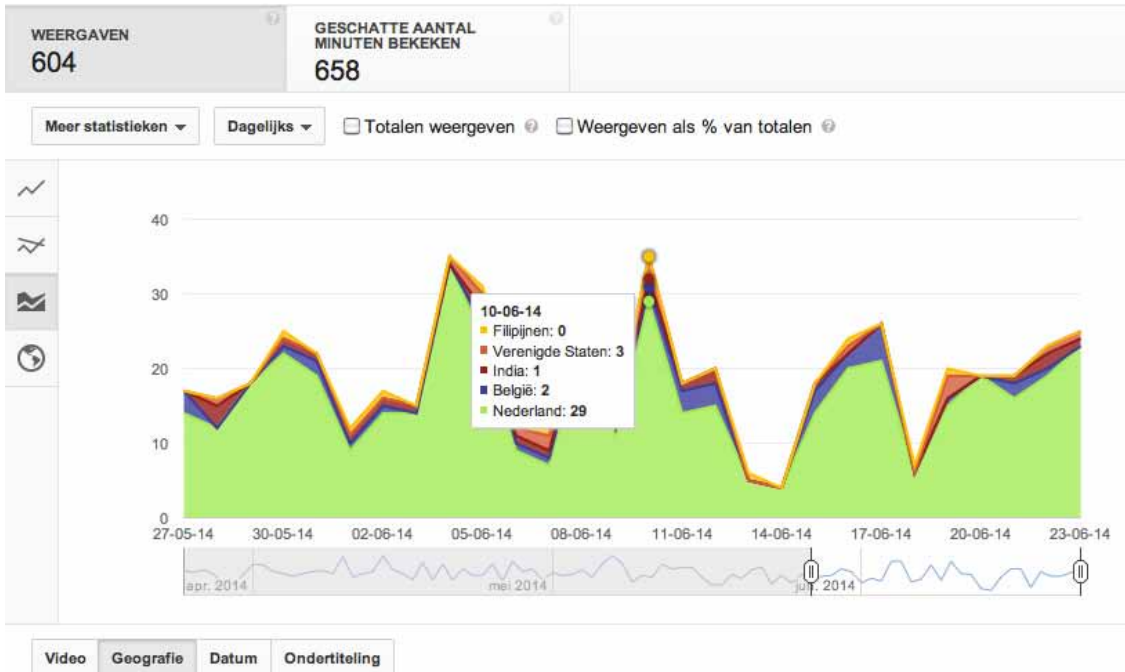 WEERGAVEN
604
GESCHATTE AANTAL
MINUTEN BEKEKEN
658
Meer statistieken
Dagelijks
Totalen weergeven ?
Weergeven als % van totalen ?
40
30
20
10
0
10-06-14
Filipijnen: 0
Verenigde Staten: 3
India: 1
België: 2
Nederland: 29
27-05-14 30-05-14 02-06-14 05-06-14 08-06-14 11-06-14 14-06-14 17-06-14 20-06-14 23-06-14
apr. 2014 mei 2014 2014
Video Geografie Datum Ondertiteling